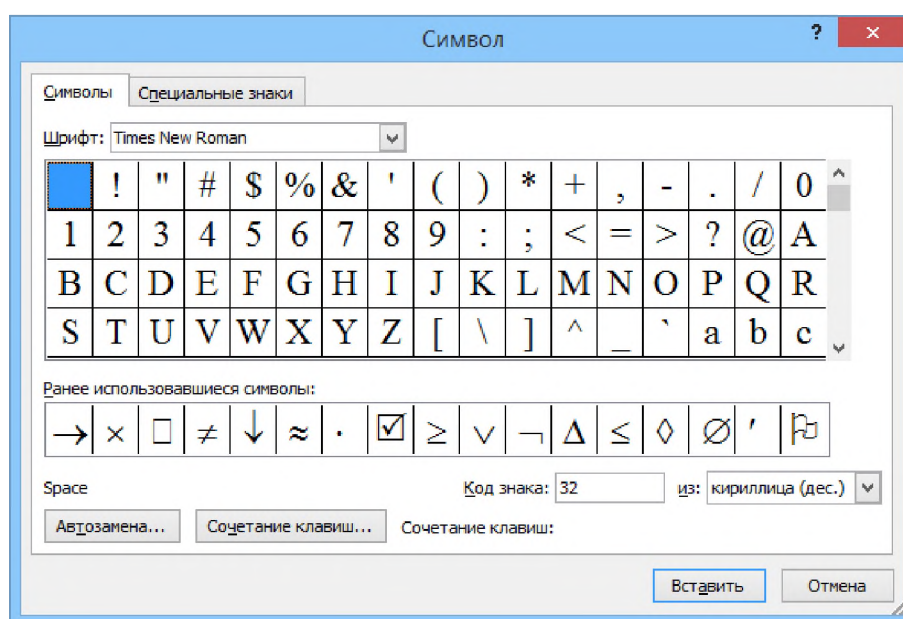 Символ
? ×
Символы Специальные знаки
Шрифт: Times New Roman
! " # $ % & ' ( ) * + , - . / 0
1 2 3 4 5 6 7 8 9 : ; < = > ? @ A
B C D E F G H I J K L M N O P Q R
S T U V W X Y Z [ \ ] ^ _ ` a b c
Ранее использовавшиеся символы:
→ × □ ≠ ↓ ≈ · ☑ ≥ ∨ ¬ Δ ≤ ◊ ∅ ′ ⚐
Space Код знака: 32 из: кириллица (дес.)
Автозамена... Сочетание клавиш... Сочетание клавиш:
Вставить Отмена